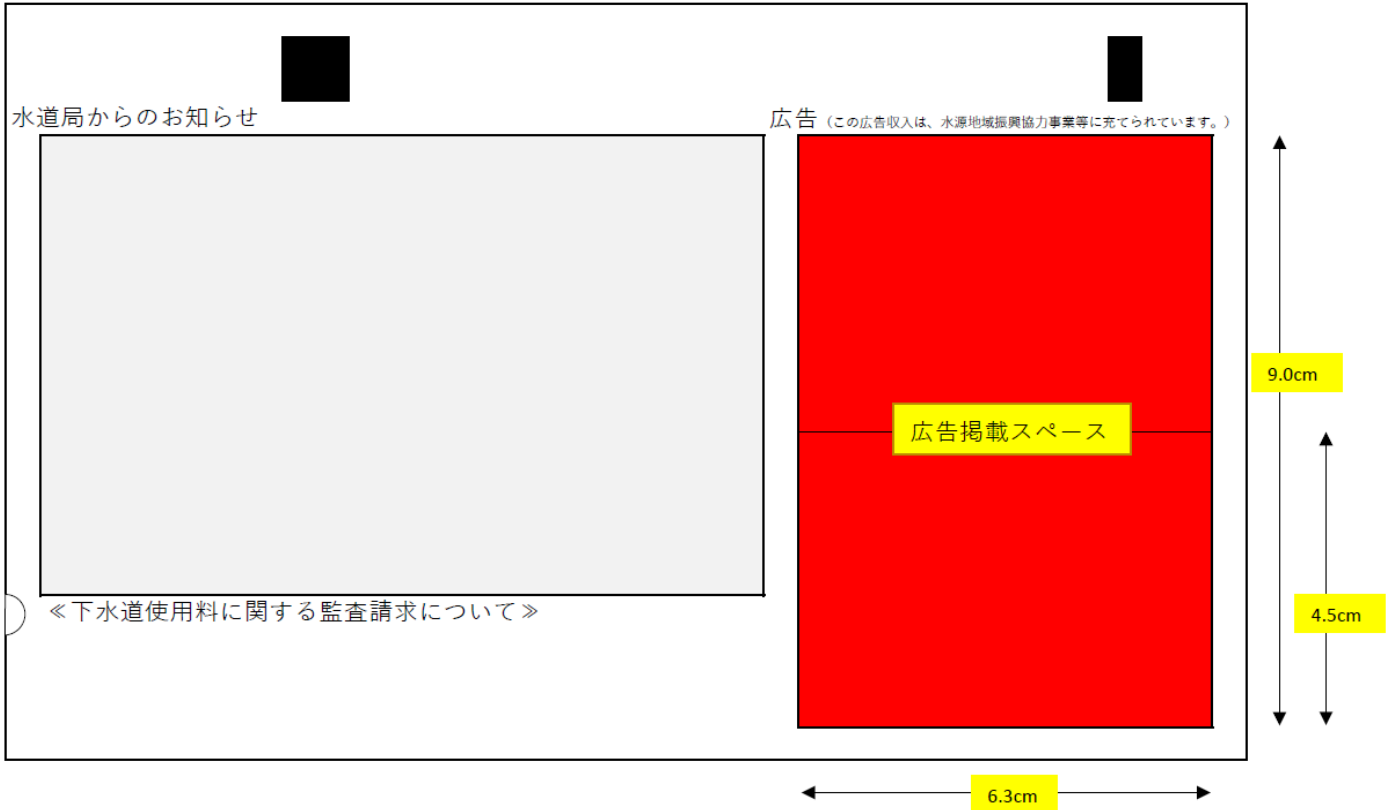 水道局からのお知らせ
広告（この広告収入は、水源地域振興協力事業等に充てられています。）
9.0cm
広告掲載スペース
4.5cm
≪下水道使用料に関する監査請求について≫
6.3cm